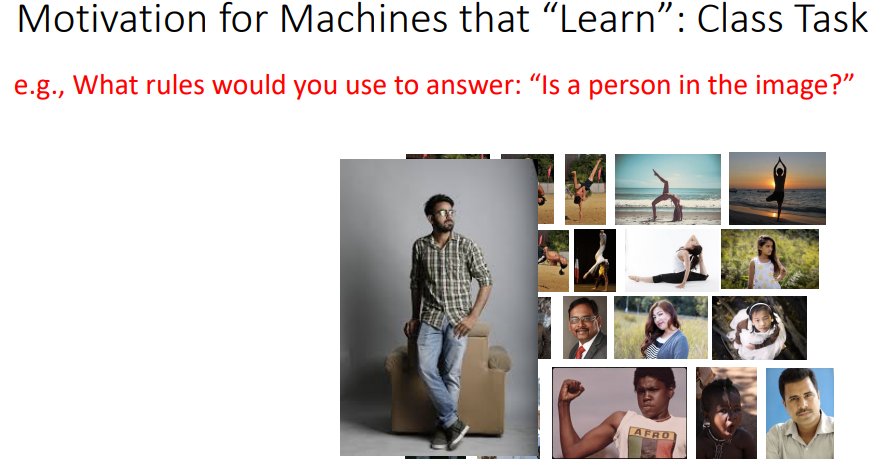 Motivation for Machines that “Learn”: Class Task
e.g., What rules would you use to answer: “Is a person in the image?”
AFRO